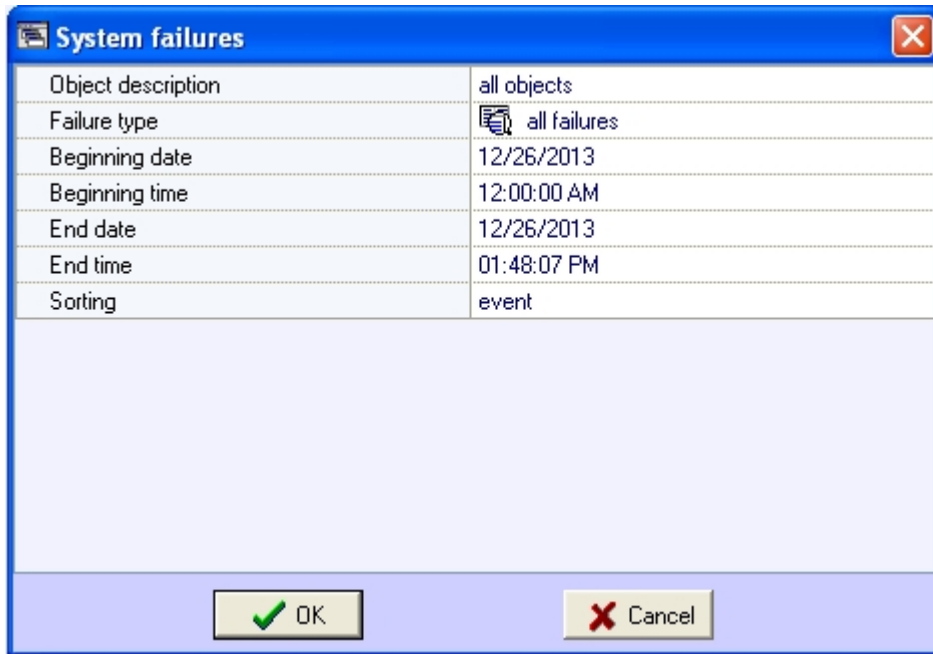 System failures
Object description all objects
Failure type all failures
Beginning date 12/26/2013
Beginning time 12:00:00 AM
End date 12/26/2013
End time 01:48:07 PM
Sorting event
OK Cancel